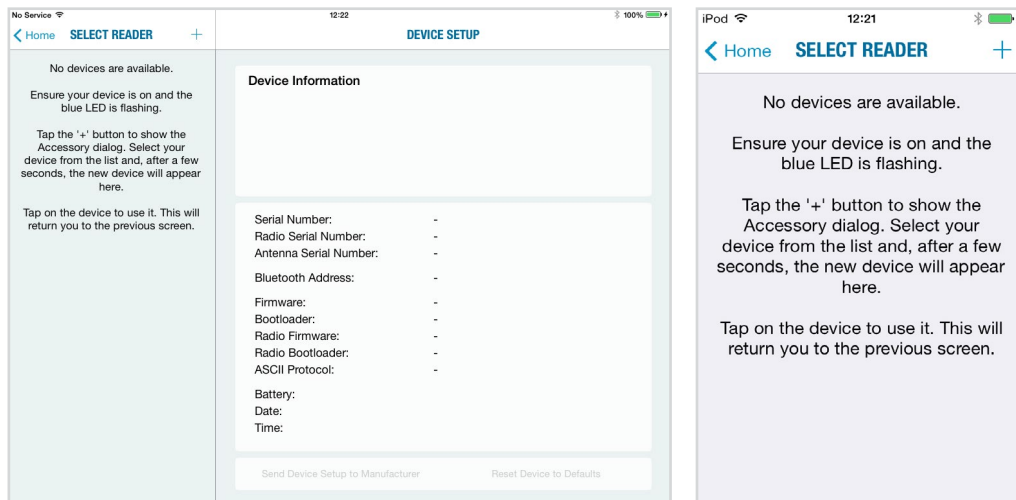 No Service 12:22 100%
Home SELECT READER + DEVICE SETUP
No devices are available.
Ensure your device is on and the
blue LED is flashing.
Tap the '+' button to show the
Accessory dialog. Select your
device from the list and, after a few
seconds, the new device will appear
here.
Tap on the device to use it. This will
return you to the previous screen.
Device Information
Serial Number: -
Radio Serial Number: -
Antenna Serial Number: -
Bluetooth Address: -
Firmware: -
Bootloader: -
Radio Firmware: -
Radio Bootloader: -
ASCII Protocol: -
Battery:
Date:
Time:
Send Device Setup to Manufacturer Reset Device to Defaults
iPod 12:21
Home SELECT READER +
No devices are available.
Ensure your device is on and the
blue LED is flashing.
Tap the '+' button to show the
Accessory dialog. Select your
device from the list and, after a few
seconds, the new device will appear
here.
Tap on the device to use it. This will
return you to the previous screen.